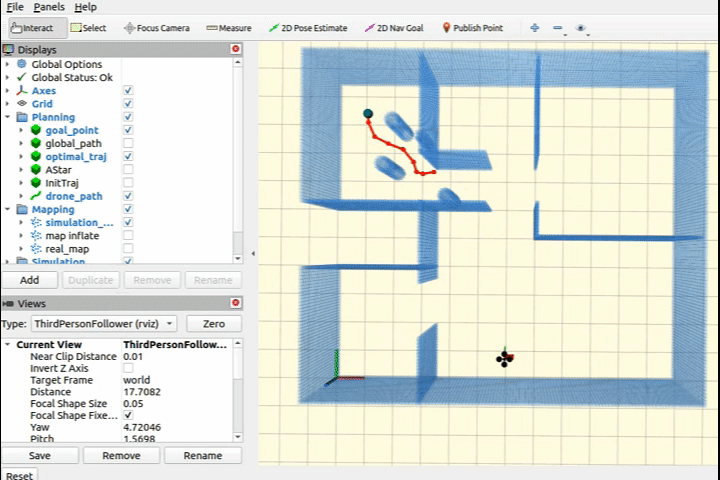 File Panels Help
Interact Select Focus Camera Measure 2D Pose Estimate 2D Nav Goal Publish Point
Displays
Global Options
Global Status: Ok
Axes
Grid
Planning
goal_point
global_path
optimal_traj
AStar
InitTraj
drone_path
Mapping
simulation_...
map inflate
real_map
Simulation
Add Duplicate Remove Rename
Views
Type: ThirdPersonFollower (rviz) Zero
Current View ThirdPersonFollow...
Near Clip Distance 0.01
Invert Z Axis
Target Frame world
Distance 17.7082
Focal Shape Size 0.05
Focal Shape Fixe...
Yaw 4.72046
Pitch 1.5698
Save Remove Rename
Reset